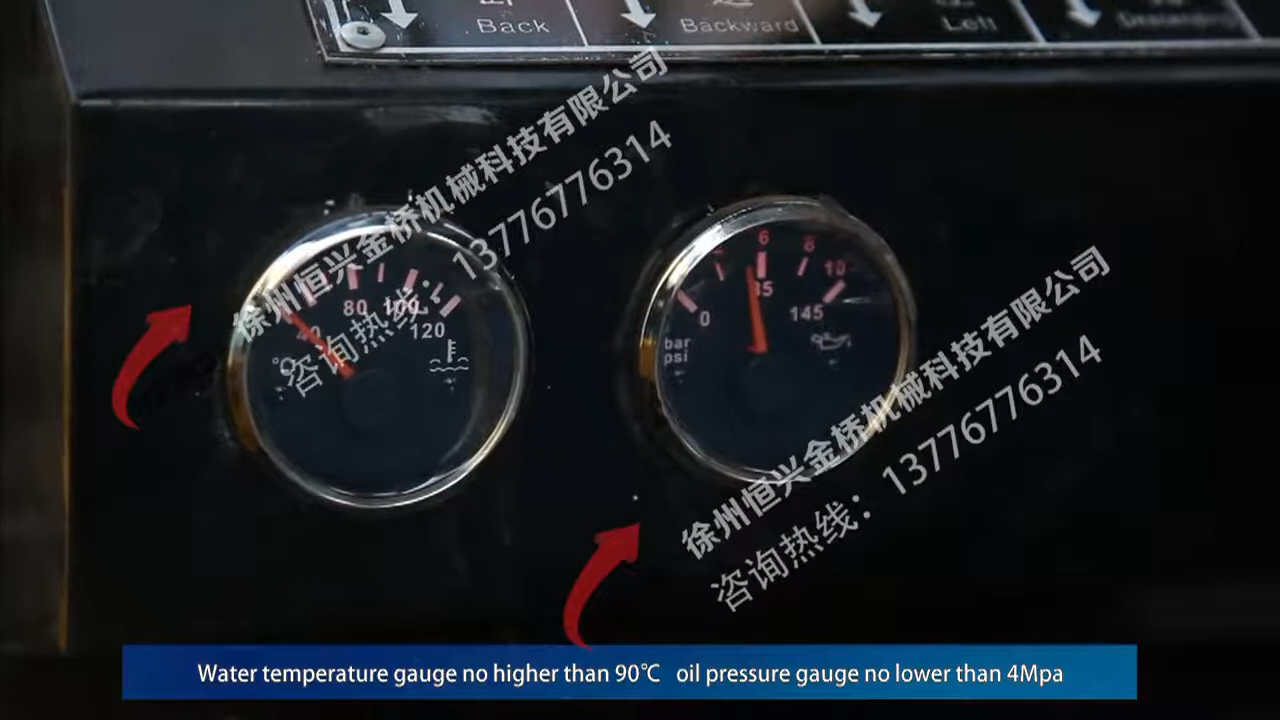 Back
Backward
Left
Descending
徐州恒兴金桥机械科技有限公司
咨询热线：13776776314
40
80
100
120
°C
6
8
10
0
85
145
bar
psi
徐州恒兴金桥机械科技有限公司
咨询热线：13776776314
Water temperature gauge no higher than 90℃ oil pressure gauge no lower than 4Mpa